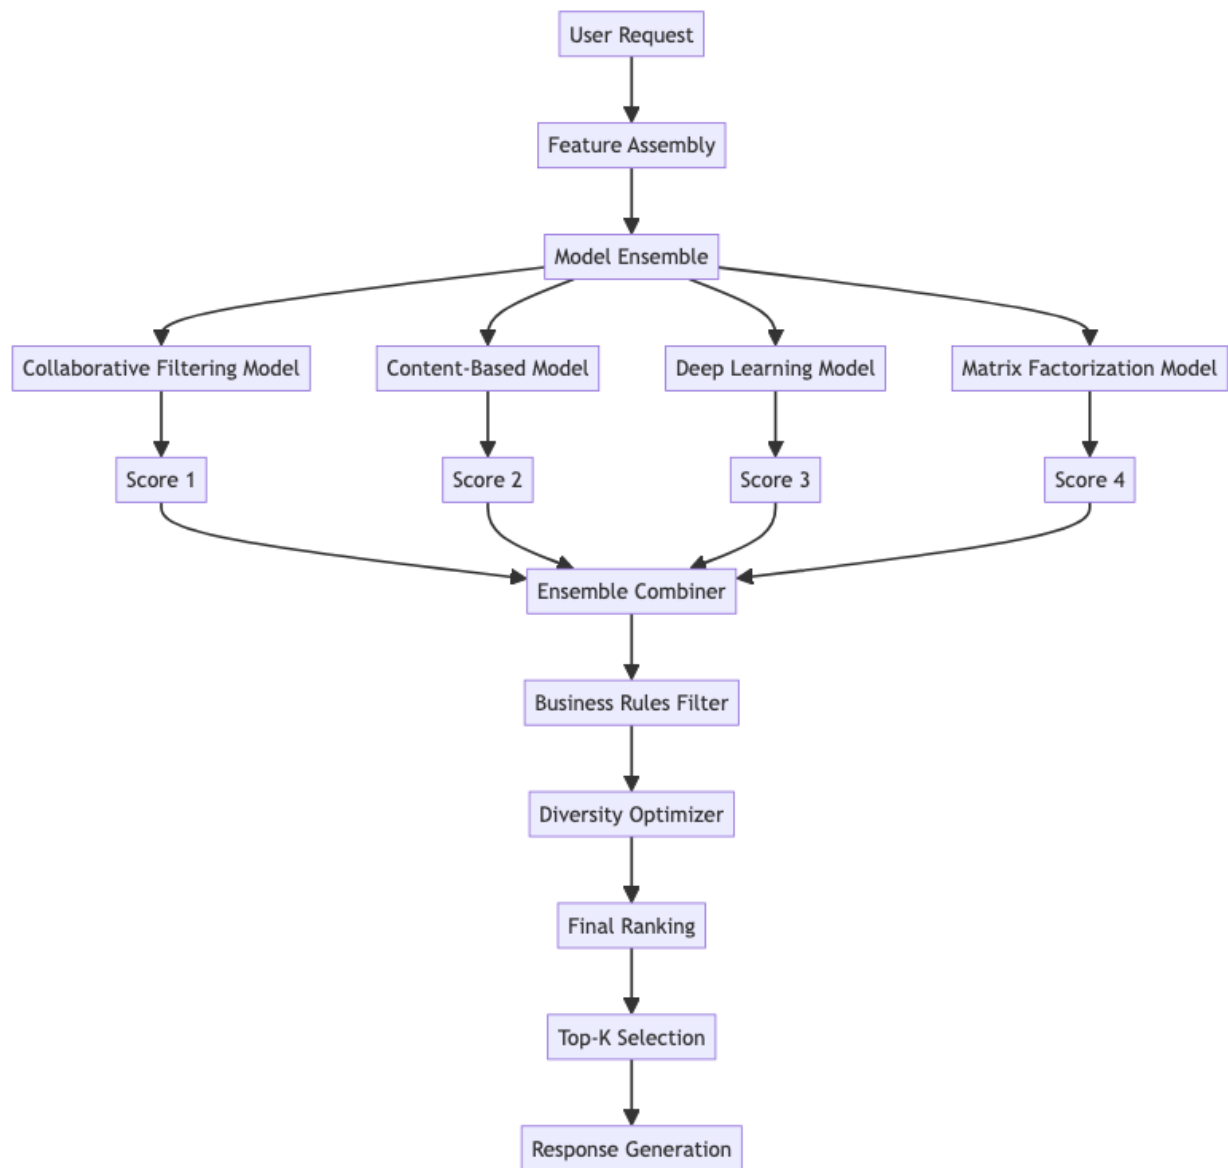 User Request
Feature Assembly
Model Ensemble
Collaborative Filtering Model
Content-Based Model
Deep Learning Model
Matrix Factorization Model
Score 1
Score 2
Score 3
Score 4
Ensemble Combiner
Business Rules Filter
Diversity Optimizer
Final Ranking
Top-K Selection
Response Generation